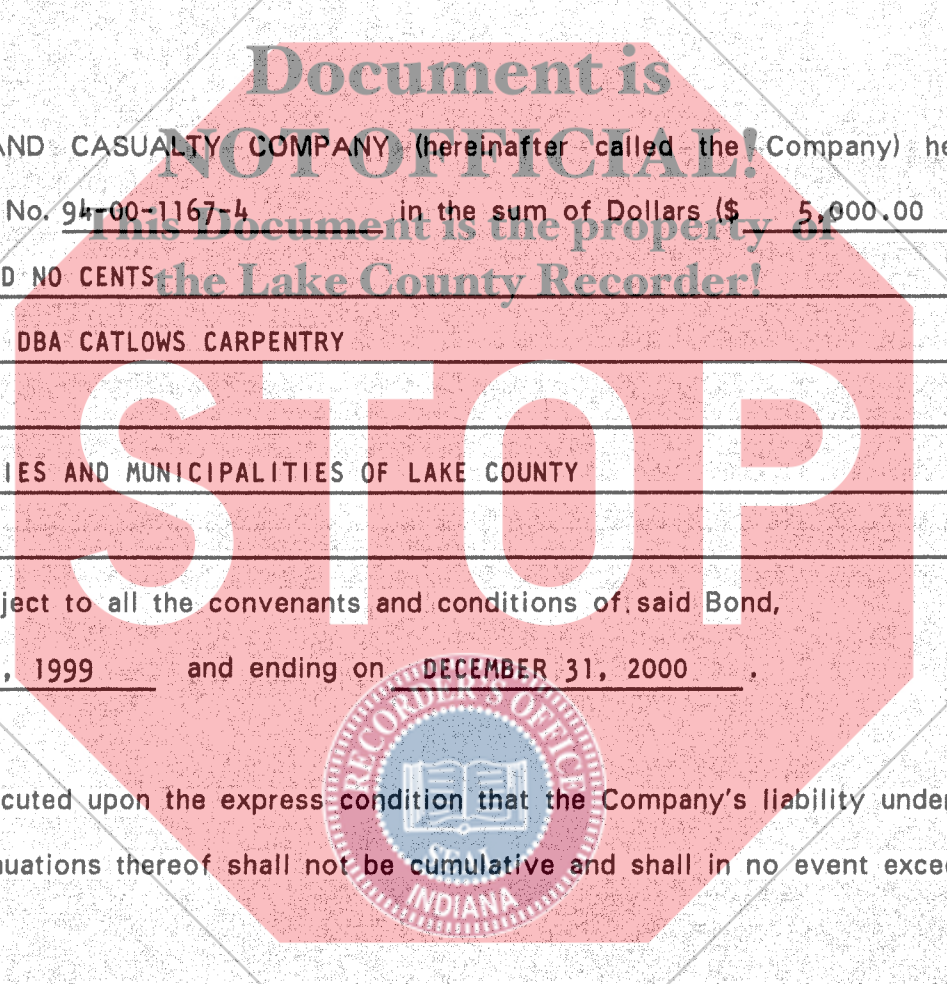 Document is
NOT OFFICIAL!
AND CASUALTY COMPANY (hereinafter called the Company) he
No. 94-00-1167-4 in the sum of Dollars ($ 5,000.00
This Document is the property of
D NO CENTS
the Lake County Recorder!
DBA CATLOWS CARPENTRY
STOP
IES AND MUNICIPALITIES OF LAKE COUNTY
ject to all the convenants and conditions of said Bond,
, 1999 and ending on DECEMBER 31, 2000 .
RECORDER'S OFFICE
cuted upon the express condition that the Company's liability under
nuations thereof shall not be cumulative and shall in no event excee
SEAL
INDIANA